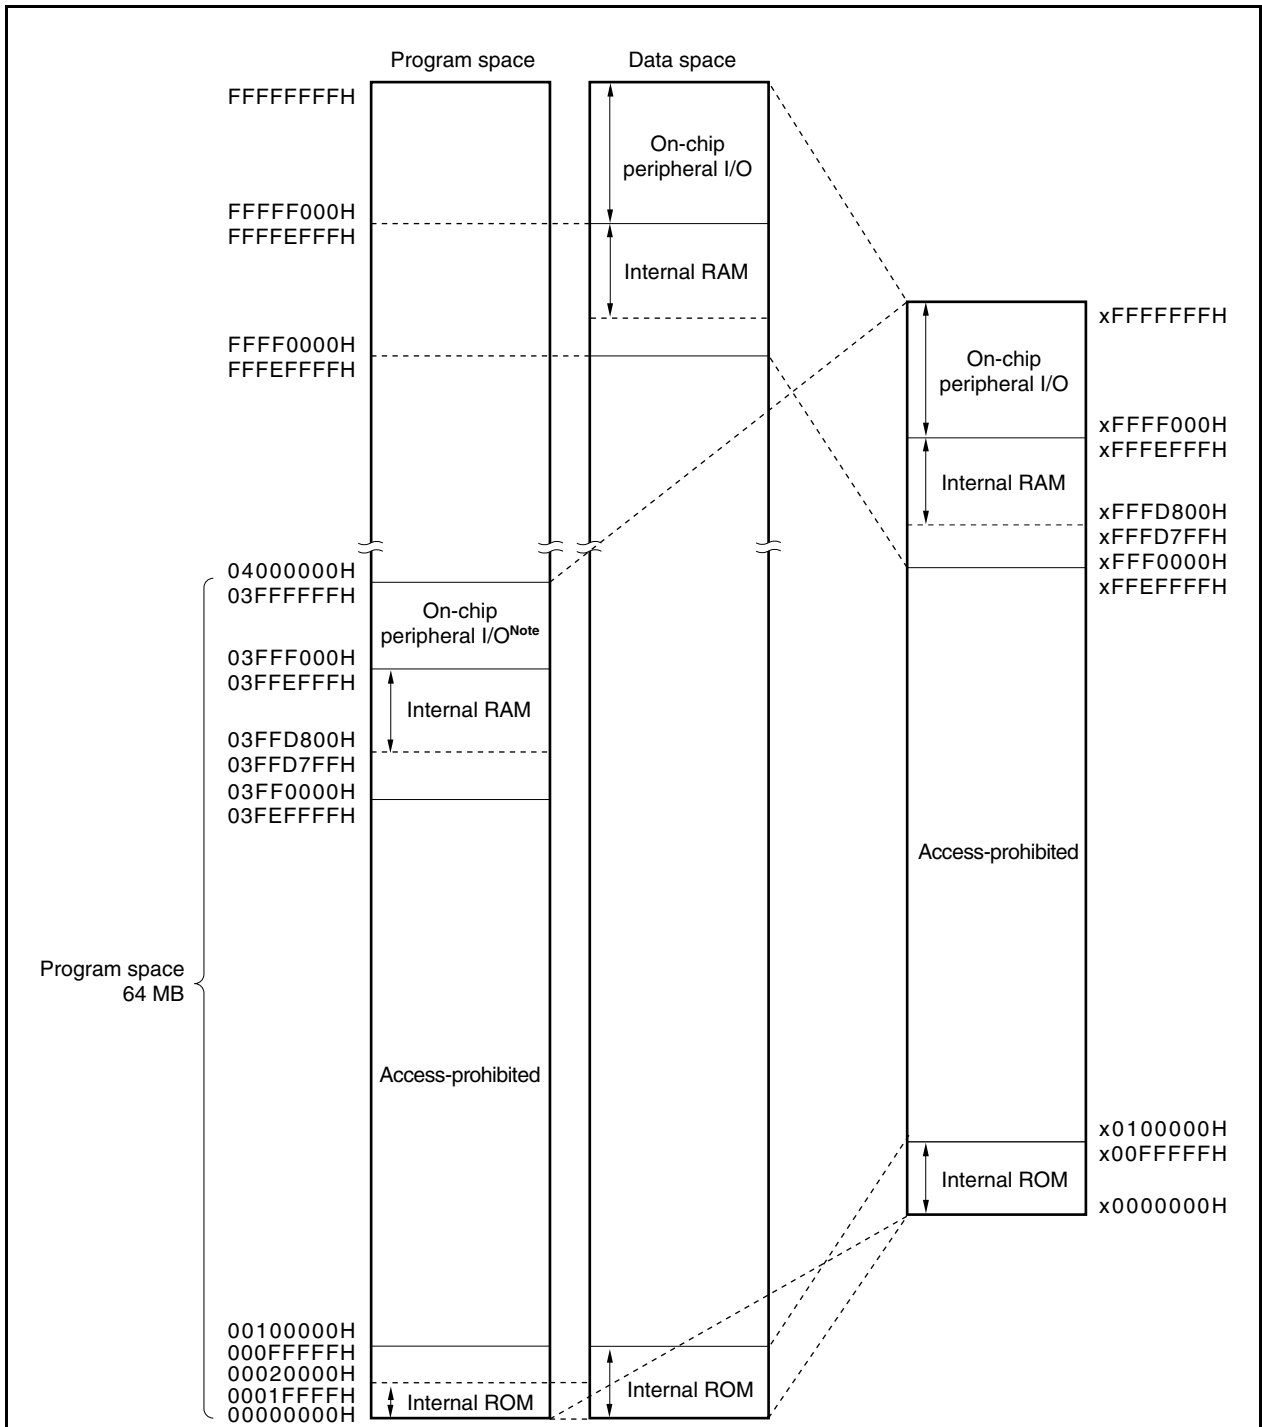 Program space
Data space
FFFFFFFFH
On-chip
peripheral I/O
FFFFF000H
FFFFEFFFH
Internal RAM
FFFF0000H
FFFEFFFFH
xFFFFFFFH
On-chip
peripheral I/O
xFFFF000H
xFFFEFFFH
Internal RAM
xFFFD800H
xFFFD7FFH
xFFF0000H
xFFEFFFFH
04000000H
03FFFFFFH
On-chip
peripheral I/ONote
03FFF000H
03FFEFFFH
Internal RAM
03FFD800H
03FFD7FFH
03FF0000H
03FEFFFFH
Access-prohibited
Program space
64 MB
Access-prohibited
x0100000H
x00FFFFFH
Internal ROM
x0000000H
00100000H
000FFFFFH
00020000H
0001FFFFH
00000000H
Internal ROM
Internal ROM